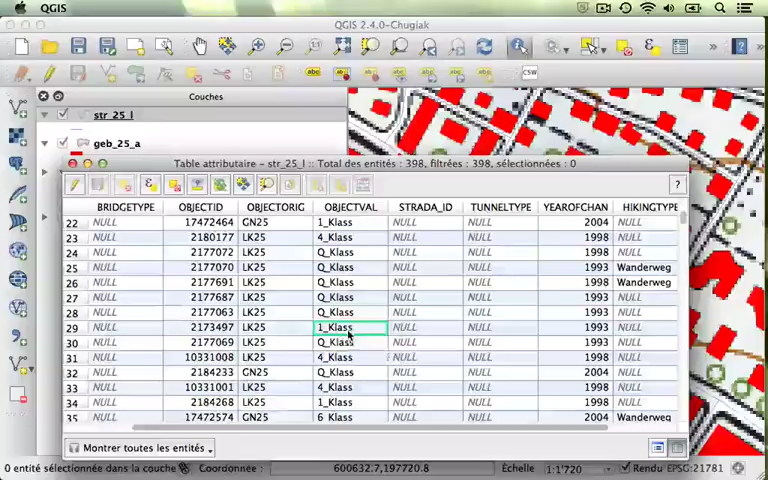 QGIS
QGIS 2.4.0-Chugiak
Couches
str_25_l
geb_25_a
Table attributaire - str_25_l :: Total des entités : 398, filtrées : 398, sélectionnées : 0
BRIDGETYPE OBJECTID OBJECTORIG OBJECTVAL STRADA_ID TUNNELTYPE YEAROFCHAN HIKINGTYPE
22 NULL 17472464 GN25 1_Klass NULL NULL 2004 NULL
23 NULL 2180177 LK25 4_Klass NULL NULL 1998 NULL
24 NULL 2177072 LK25 Q_Klass NULL NULL 1998 NULL
25 NULL 2177070 LK25 Q_Klass NULL NULL 1993 Wanderweg
26 NULL 2177691 LK25 Q_Klass NULL NULL 1998 Wanderweg
27 NULL 2177687 LK25 Q_Klass NULL NULL 1993 NULL
28 NULL 2177063 LK25 Q_Klass NULL NULL 1993 NULL
29 NULL 2173497 LK25 1_Klass NULL NULL 1993 NULL
30 NULL 2177069 LK25 Q_Klass NULL NULL 1993 NULL
31 NULL 10331008 LK25 4_Klass NULL NULL 1998 NULL
32 NULL 2184233 LK25 Q_Klass NULL NULL 2004 NULL
33 NULL 10331001 LK25 4_Klass NULL NULL 1998 NULL
34 NULL 2184268 LK25 1_Klass NULL NULL 1998 NULL
35 NULL 17472574 GN25 6_Klass NULL NULL 2004 Wanderweg
Montrer toutes les entités
0 entité sélectionnée dans la couche Coordonnée : 600632.7,197720.8 Échelle 1:1'720 Rendu EPSG:21781